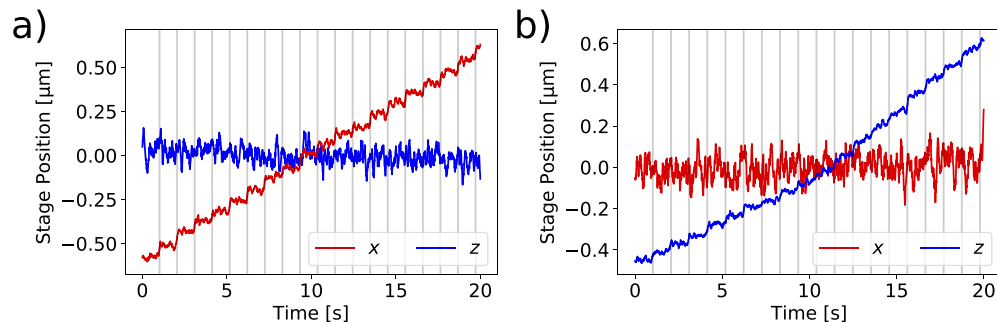 a)
Stage Position [μm]
0.50
0.25
0.00
−0.25
−0.50
x z
0 5 10 15 20
Time [s]
b)
Stage Position [μm]
0.6
0.4
0.2
0.0
−0.2
−0.4
x z
0 5 10 15 20
Time [s]